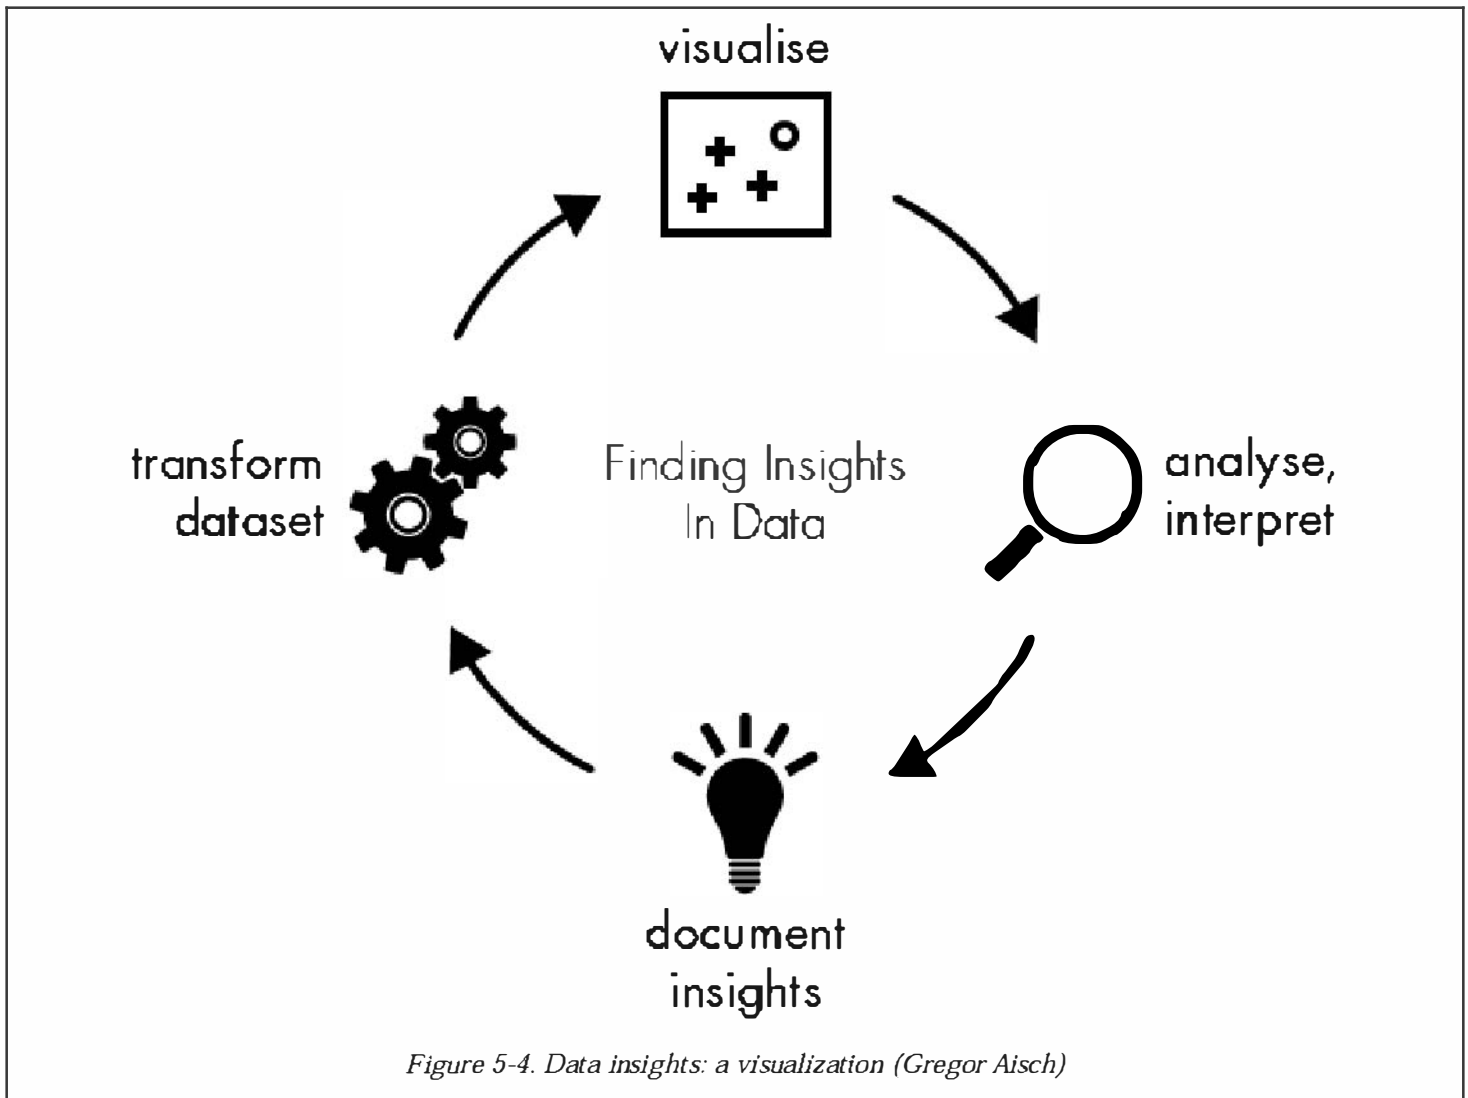 visualise
transform
dataset
Finding Insights
In Data
analyse,
interpret
document
insights
Figure 5-4. Data insights: a visualization (Gregor Aisch)